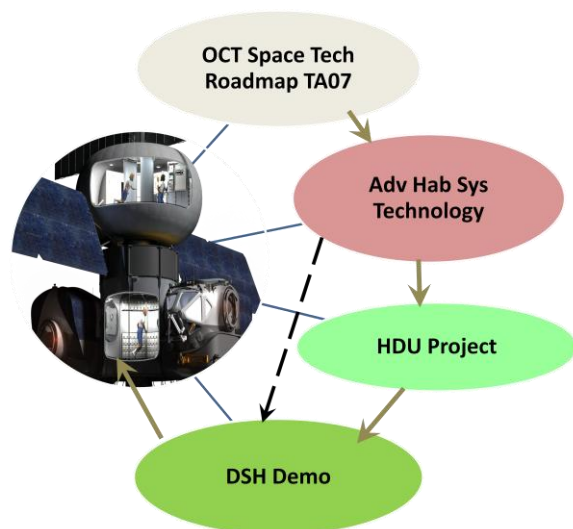 OCT Space Tech
Roadmap TA07
Adv Hab Sys
Technology
HDU Project
DSH Demo